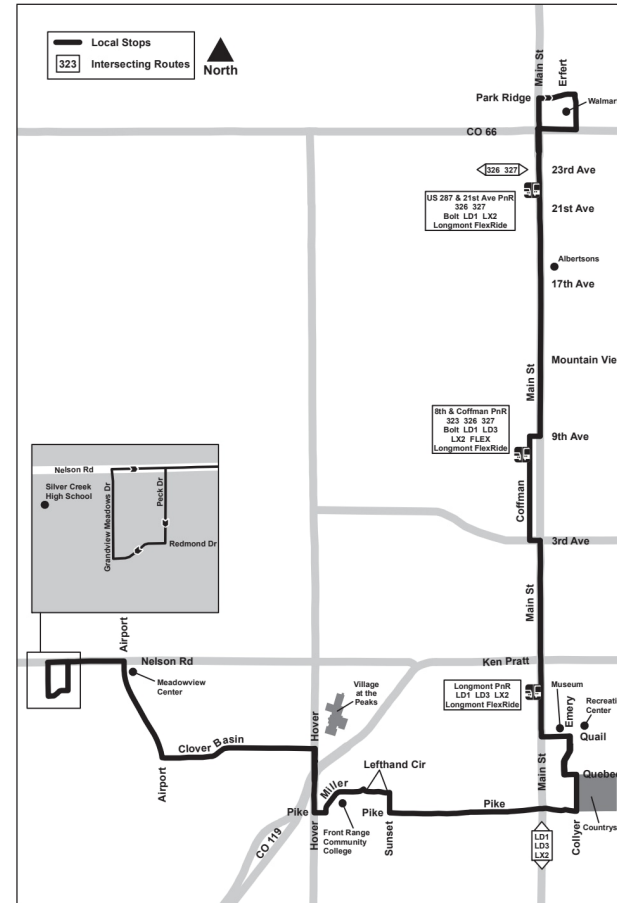 Local Stops
323 Intersecting Routes
North
Main St
Erfert
Park Ridge
Walmar
CO 66
326 327
23rd Ave
US 287 & 21st Ave PnR
326 327
Bolt LD1 LX2
Longmont FlexRide
21st Ave
Albertsons
17th Ave
Mountain Vie
Main St
8th & Coffman PnR
323 326 327
Bolt LD1 LD3
LX2 FLEX
Longmont FlexRide
9th Ave
Coffman
3rd Ave
Nelson Rd
Silver Creek
High School
Grandview Meadows Dr
Peck Dr
Redmond Dr
Main St
Airport
Nelson Rd
Ken Pratt
Meadowview
Center
Village
at the
Peaks
Longmont PnR
LD1 LD3 LX2
Longmont FlexRide
Museum
Emery
Recreati
Center
Quail
Hover
Clover Basin
Airport
Lefthand Cir
Miller
Main St
Quebec
Pike
Hover
Pike
Sunset
Pike
Collyer
Countrys
Front Range
Community
College
CO 119
LD1
LD3
LX2